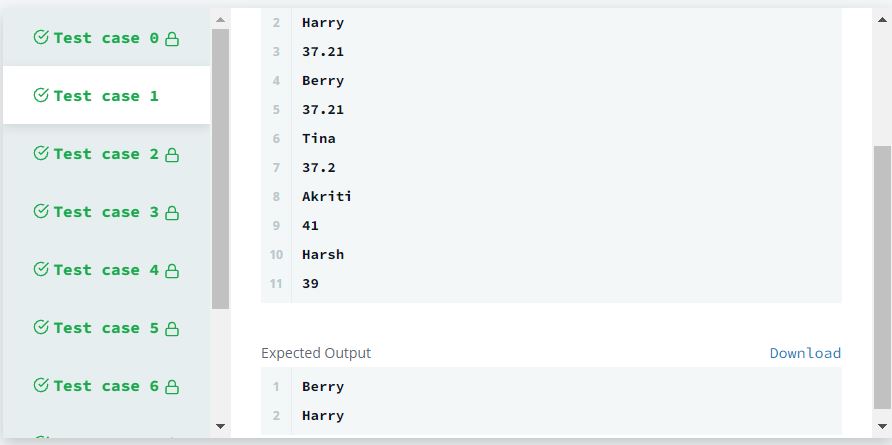 Test case 0
Test case 1
Test case 2
Test case 3
Test case 4
Test case 5
Test case 6
2 Harry
3 37.21
4 Berry
5 37.21
6 Tina
7 37.2
8 Akriti
9 41
10 Harsh
11 39
Expected Output
Download
1 Berry
2 Harry